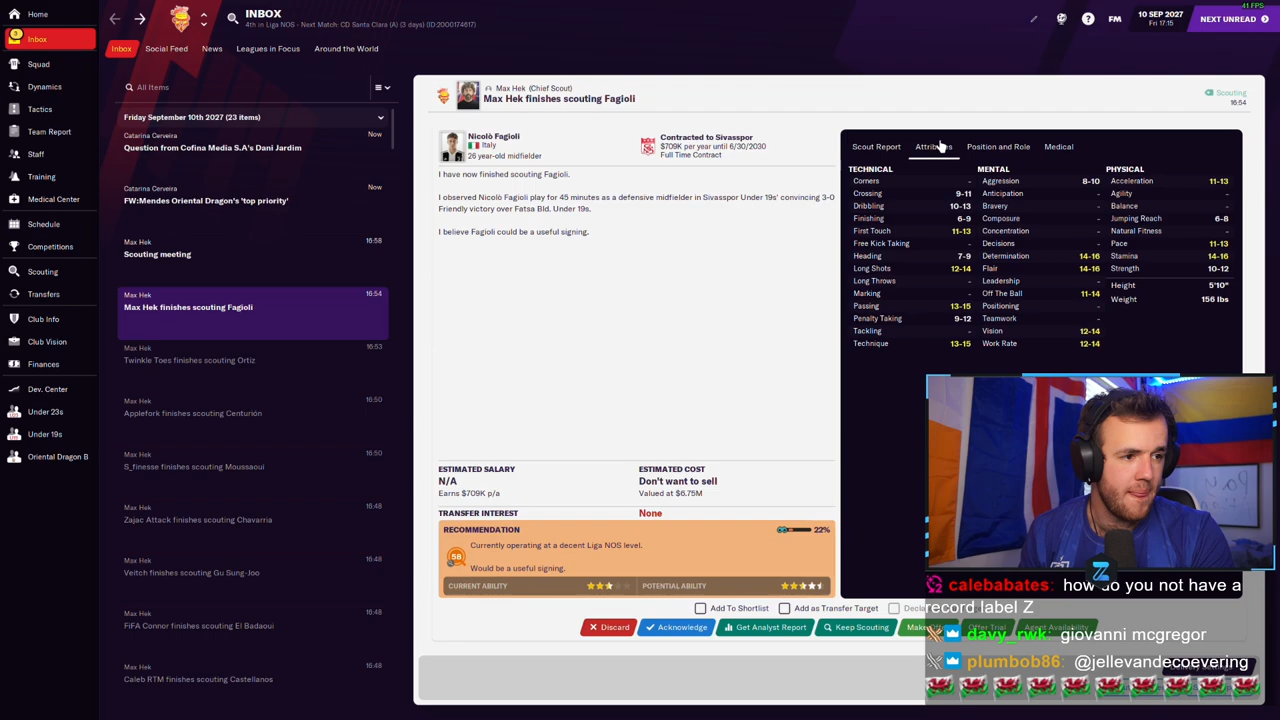 Home
Inbox
3
Squad
Dynamics
Tactics
Team Report
Staff
Training
Medical Center
Schedule
Competitions
Scouting
Transfers
Club Info
Club Vision
Finances
Dev. Center
Under 23s
Under 19s
Oriental Dragon B
INBOX
4th in Liga NOS - Next Match: CD Santa Clara (A) (3 days) (ID:2000174617)
FM
10 SEP 2027
Fri 17:15
41 FPS
NEXT UNREAD
Inbox
Social Feed
News
Leagues in Focus
Around the World
All Items
Friday September 10th 2027 (23 items)
Catarina Cerveira
Now
Question from Cofina Media S.A's Dani Jardim
Catarina Cerveira
Now
FW:Mendes Oriental Dragon's 'top priority'
Max Hek
16:58
Scouting meeting
Max Hek
16:54
Max Hek finishes scouting Fagioli
Max Hek
16:53
Twinkle Toes finishes scouting Ortiz
Max Hek
16:50
Applefork finishes scouting Centurión
Max Hek
16:50
S_finesse finishes scouting Moussaoui
Max Hek
16:48
Zajac Attack finishes scouting Chavarria
Max Hek
16:48
Veitch finishes scouting Gu Sung-Joo
Max Hek
16:48
FiFA Connor finishes scouting El Badaoui
Max Hek
16:48
Caleb RTM finishes scouting Castellanos
Max Hek (Chief Scout)
Max Hek finishes scouting Fagioli
Scouting
16:54
Nicolò Fagioli
Italy
26 year-old midfielder
Contracted to Sivasspor
$709K per year until 6/30/2030
Full Time Contract
I have now finished scouting Fagioli.
I observed Nicolò Fagioli play for 45 minutes as a defensive midfielder in Sivasspor Under 19s' convincing 3-0
Friendly victory over Fatsa Bld. Under 19s.
I believe Fagioli could be a useful signing.
ESTIMATED SALARY
N/A
Earns $709K p/a
ESTIMATED COST
Don't want to sell
Valued at $6.75M
TRANSFER INTEREST
None
RECOMMENDATION
22%
58
Currently operating at a decent Liga NOS level.
Would be a useful signing.
CURRENT ABILITY
POTENTIAL ABILITY
Scout Report
Attributes
Position and Role
Medical
TECHNICAL
Corners -
Crossing 9-11
Dribbling 10-13
Finishing 6-9
First Touch 11-13
Free Kick Taking -
Heading 7-9
Long Shots 12-14
Long Throws -
Marking -
Passing 13-15
Penalty Taking 9-12
Tackling -
Technique 13-15
MENTAL
Aggression 8-10
Anticipation -
Bravery -
Composure -
Concentration -
Decisions -
Determination 14-16
Flair 14-16
Leadership -
Off The Ball 11-14
Positioning -
Teamwork -
Vision 12-14
Work Rate 12-14
PHYSICAL
Acceleration 11-13
Agility -
Balance -
Jumping Reach 6-8
Natural Fitness -
Pace 11-13
Stamina 14-16
Strength 10-12
Height 5'10"
Weight 156 lbs
Add To Shortlist
Add as Transfer Target
Discard
Acknowledge
Get Analyst Report
Keep Scouting
calebabates: how do you not have a
record label Z
davy_rwk: giovanni mcgregor
plumbob86: @jellevandecoevering